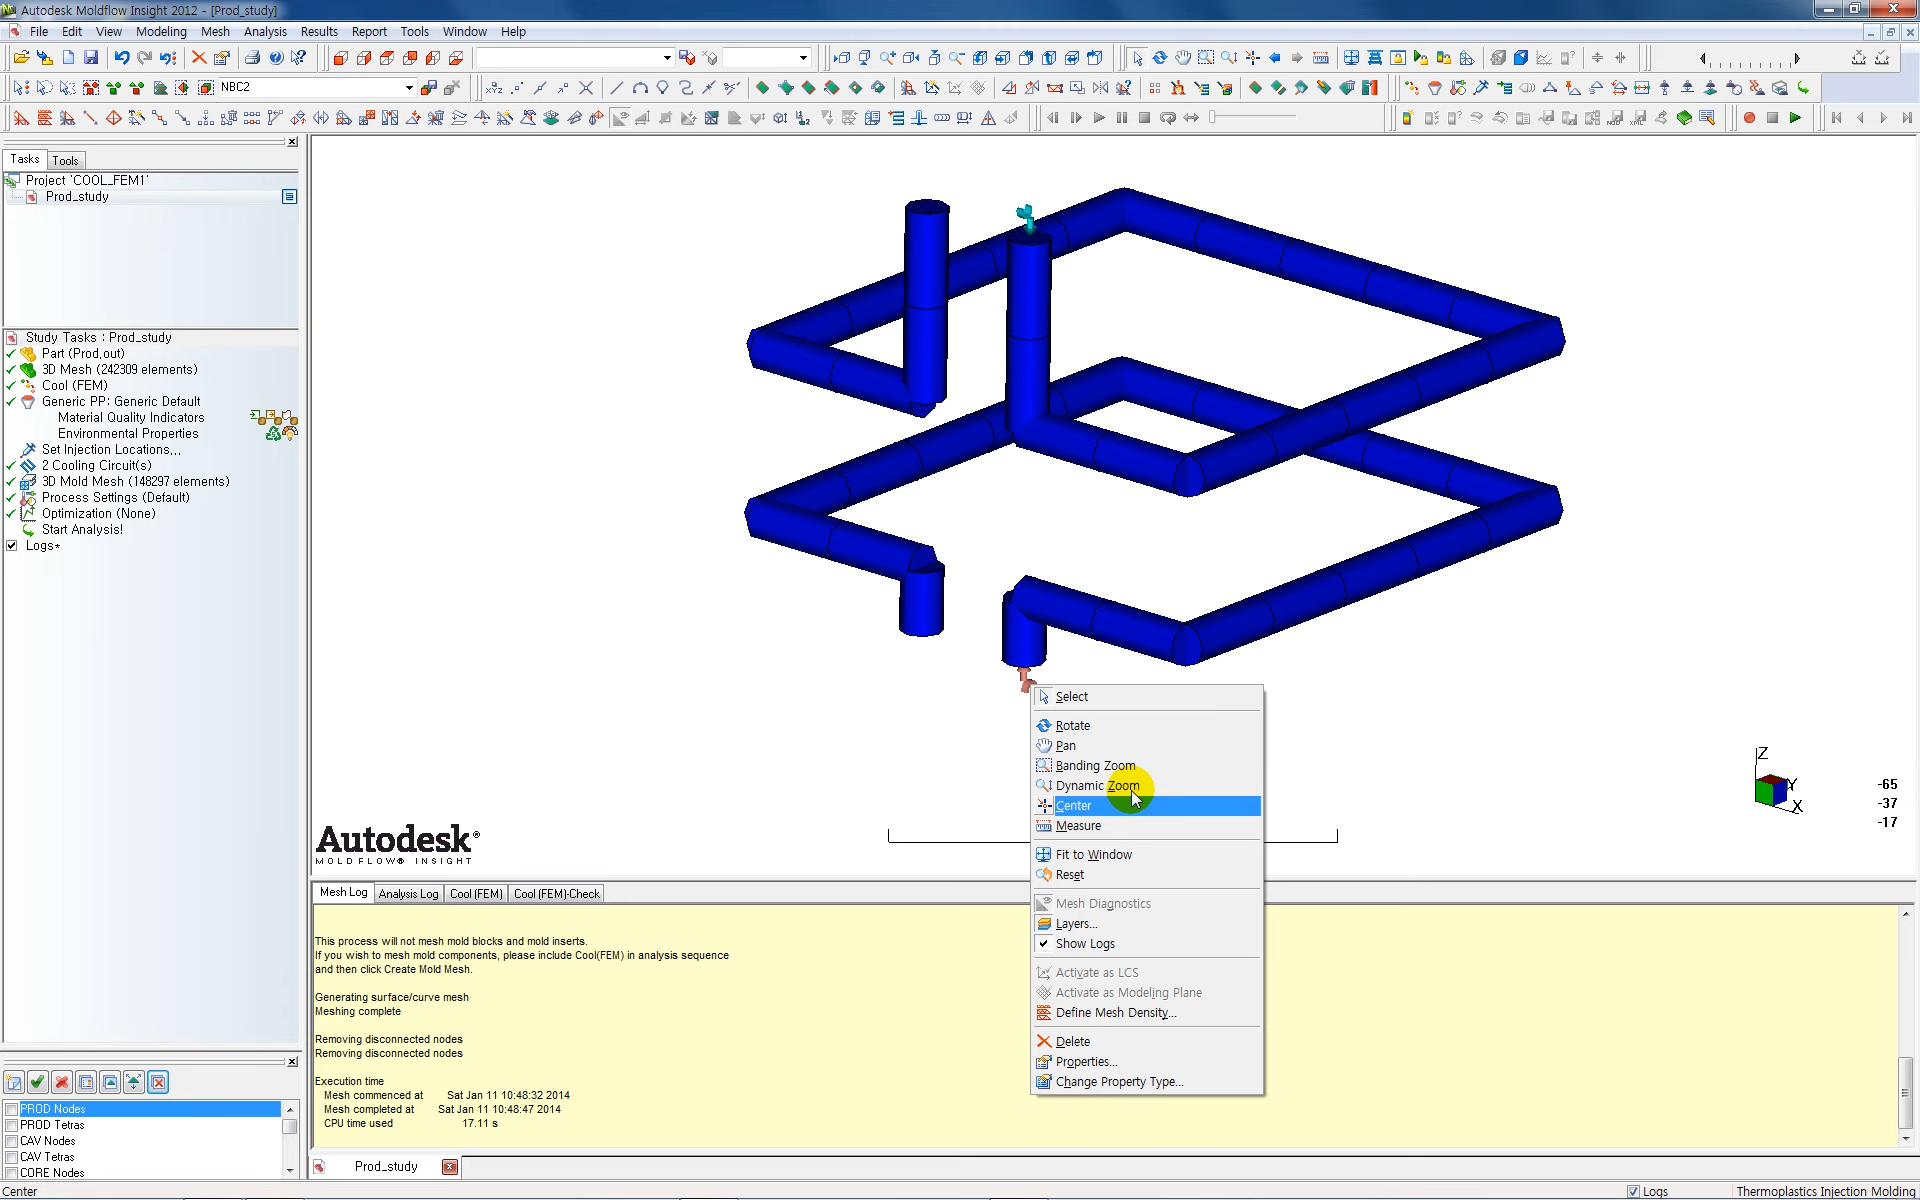 Autodesk Moldflow Insight 2012 - [Prod_study]
File Edit View Modeling Mesh Analysis Results Report Tools Window Help
NBC2
Tasks Tools
Project 'COOL_FEM1'
Prod_study
Study Tasks : Prod_study
Part (Prod.out)
3D Mesh (242309 elements)
Cool (FEM)
Generic PP: Generic Default
Material Quality Indicators
Environmental Properties
Set Injection Locations...
2 Cooling Circuit(s)
3D Mold Mesh (148297 elements)
Process Settings (Default)
Optimization (None)
Start Analysis!
Logs*
PROD Nodes
PROD Tetras
CAV Nodes
CAV Tetras
CORE Nodes
Select
Rotate
Pan
Banding Zoom
Dynamic Zoom
Center
Measure
Fit to Window
Reset
Mesh Diagnostics
Layers...
Show Logs
Activate as LCS
Activate as Modeling Plane
Define Mesh Density...
Delete
Properties...
Change Property Type...
Z
Y
X
-65
-37
-17
Autodesk®
MOLDFLOW® INSIGHT
Mesh Log Analysis Log Cool (FEM) Cool (FEM)-Check
This process will not mesh mold blocks and mold inserts.
If you wish to mesh mold components, please include Cool(FEM) in analysis sequence
and then click Create Mold Mesh.
Generating surface/curve mesh
Meshing complete
Removing disconnected nodes
Removing disconnected nodes
Execution time
Mesh commenced at Sat Jan 11 10:48:32 2014
Mesh completed at Sat Jan 11 10:48:47 2014
CPU time used 17.11 s
Prod_study
Center
Logs
Thermoplastics Injection Molding